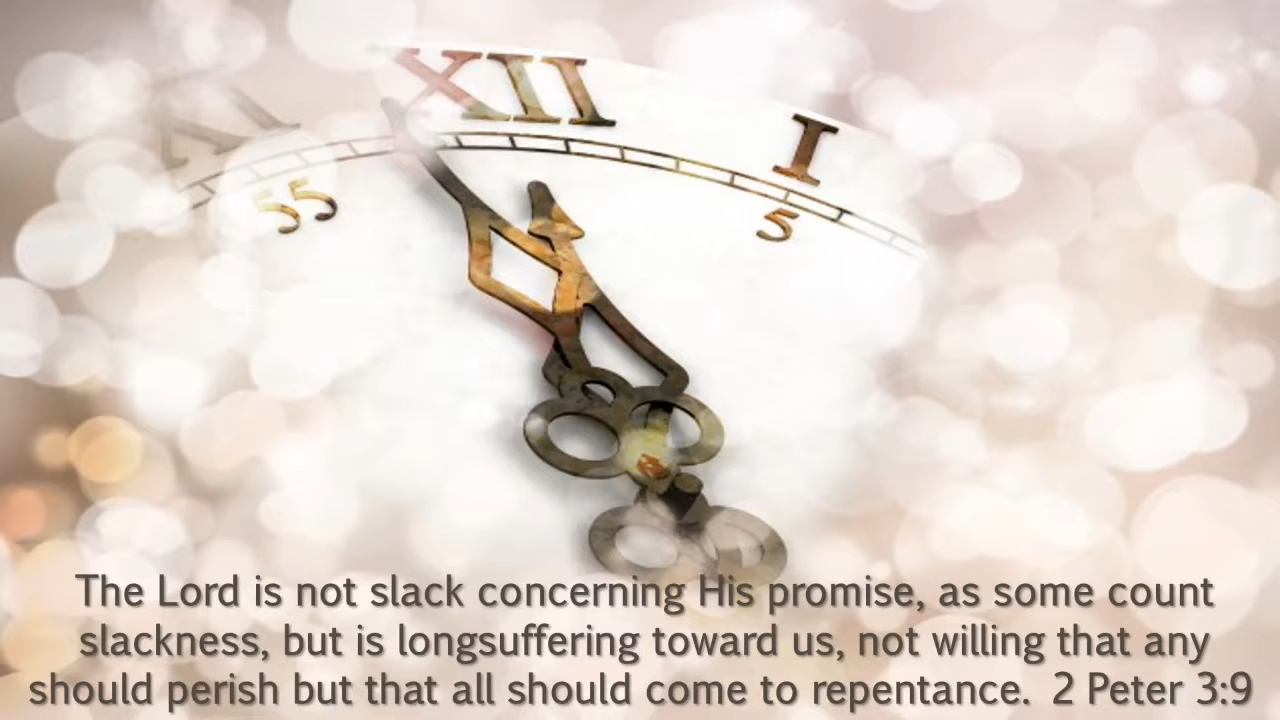 XI XII I
55 5
The Lord is not slack concerning His promise, as some count
slackness, but is longsuffering toward us, not willing that any
should perish but that all should come to repentance.  2 Peter 3:9